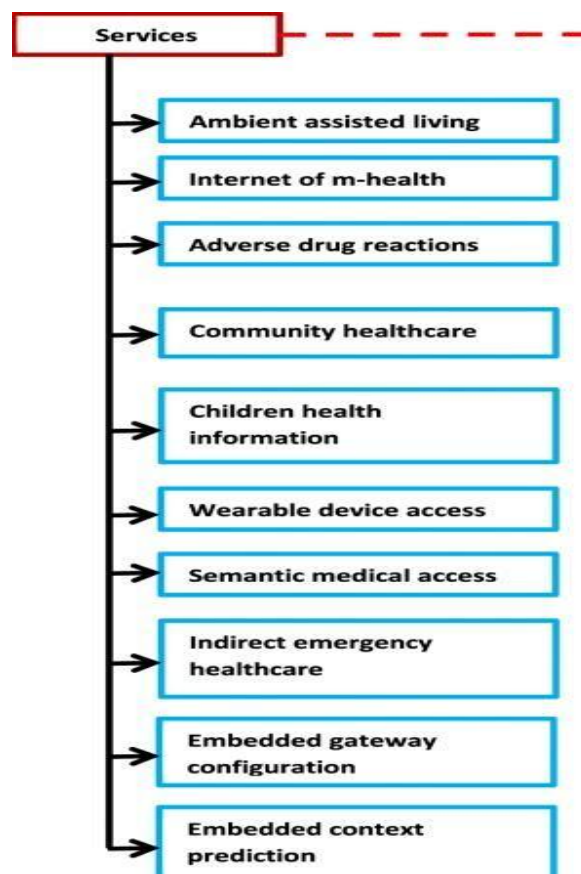 Services
Ambient assisted living
Internet of m-health
Adverse drug reactions
Community healthcare
Children health
information
Wearable device access
Semantic medical access
Indirect emergency
healthcare
Embedded gateway
configuration
Embedded context
prediction